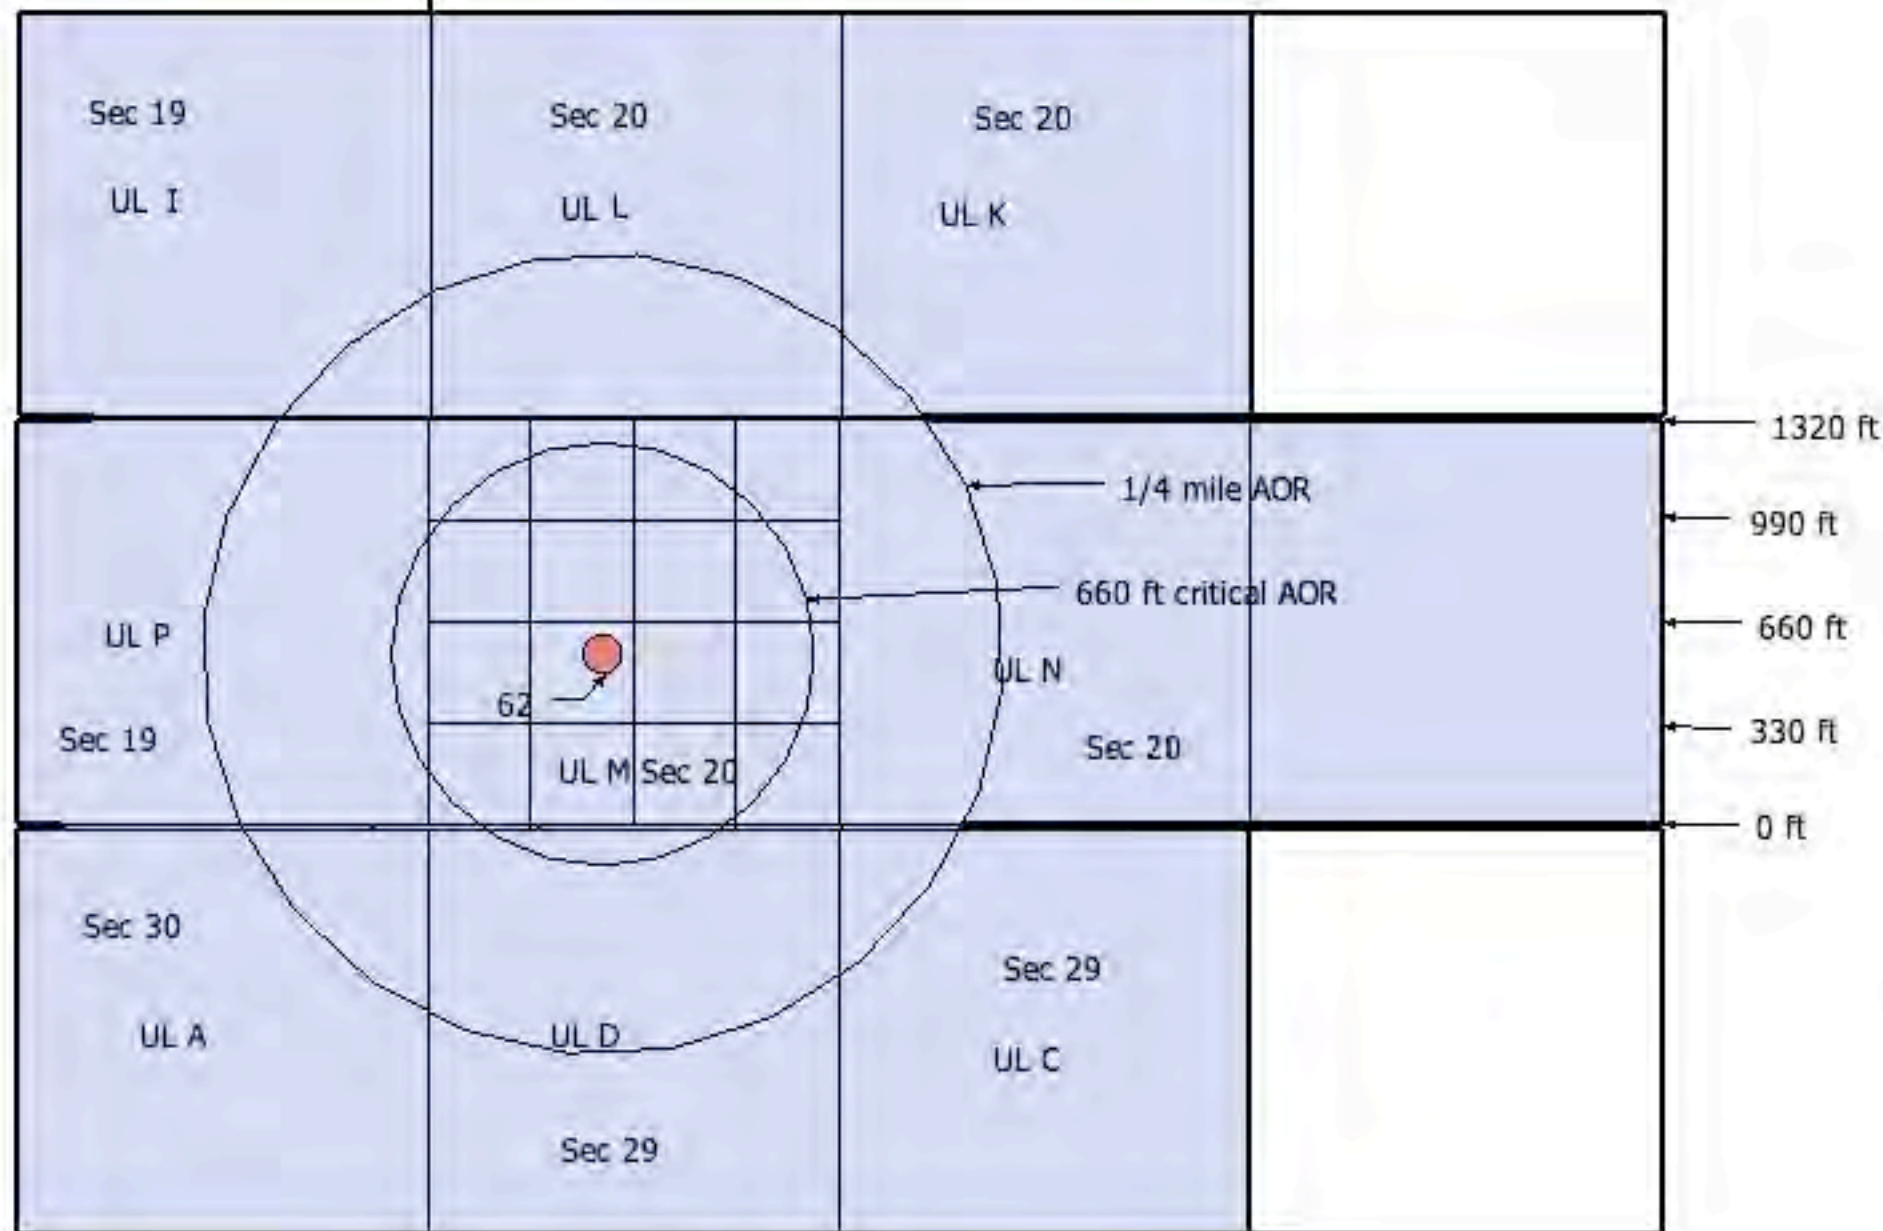 Sec 19
Sec 20
Sec 20
UL I
UL L
UL K
1320 ft
1/4 mile AOR
990 ft
660 ft critical AOR
UL P
660 ft
UL N
62
Sec 19
330 ft
Sec 20
UL M Sec 20
0 ft
Sec 30
Sec 29
UL A
UL D
UL C
Sec 29